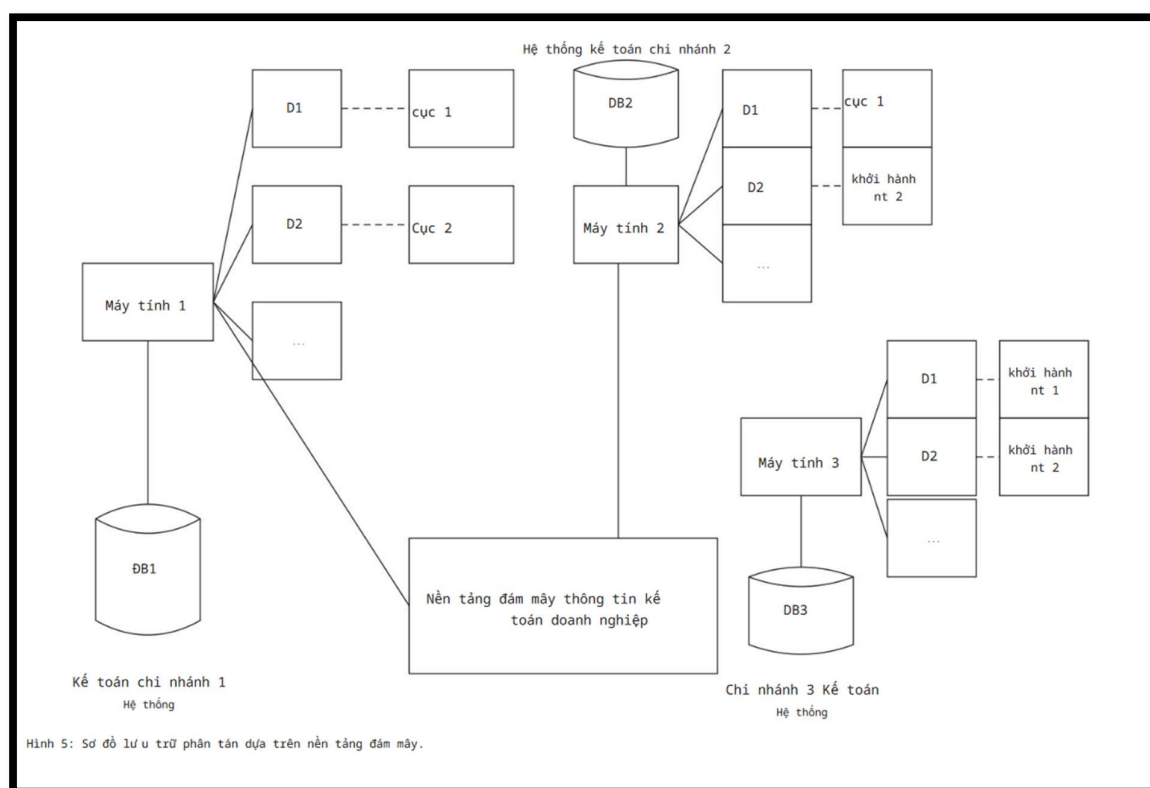 Hệ thống kế toán chi nhánh 2
D1
cục 1
DB2
D1
cục 1
D2
Cục 2
Máy tính 2
D2
khởi hành
nt 2
...
Máy tính 1
...
D1
khởi hành
nt 1
Máy tính 3
D2
khởi hành
nt 2
...
ĐB1
Nền tảng đám mây thông tin kế
toán doanh nghiệp
DB3
Kế toán chi nhánh 1
Hệ thống
Chi nhánh 3 Kế toán
Hệ thống
Hình 5: Sơ đồ lư u trữ phân tán dựa trên nền tảng đám mây.